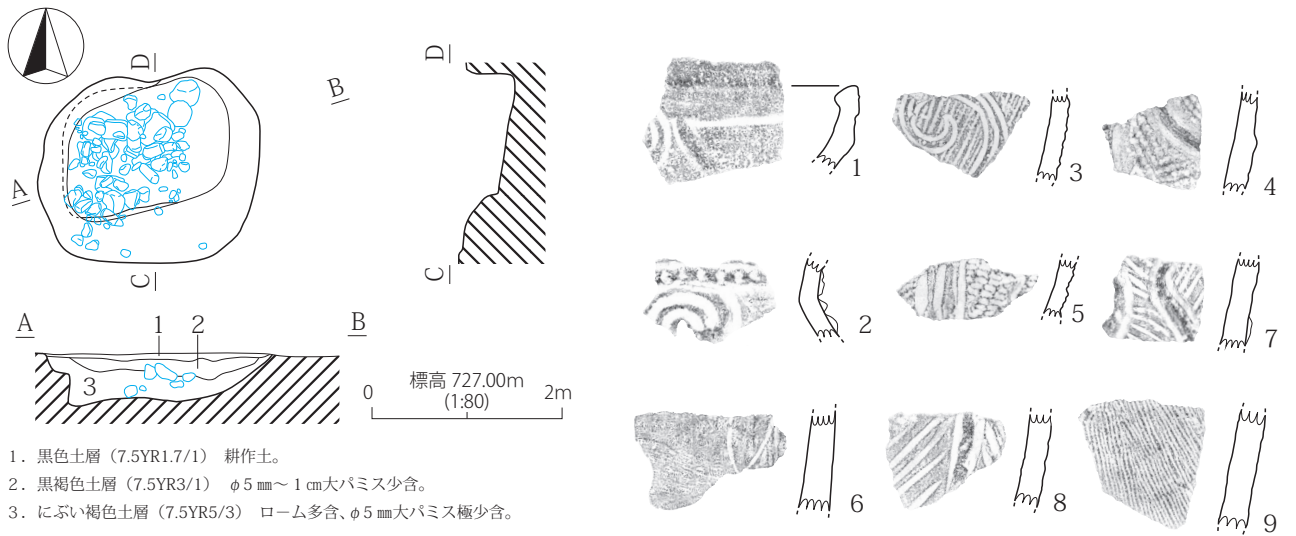 D
B
A
C
D
C
A
1
2
B
3
標高 727.00m
0
(1:80)
2m
1．黒色土層（7.5YR1.7/1） 耕作土。
2．黒褐色土層（7.5YR3/1） φ5㎜～1㎝大パミス少含。
3．にぶい褐色土層（7.5YR5/3） ローム多含、φ5㎜大パミス極少含。
1
3
4
2
5
7
6
8
9